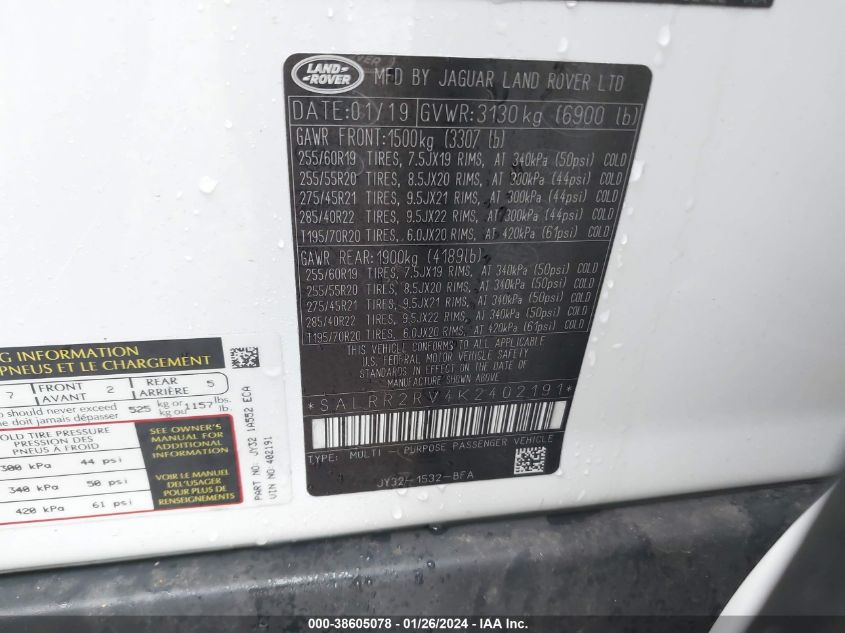 LAND
ROVER
MFD BY JAGUAR LAND ROVER LTD
DATE:01/19 GVWR:3130kg (6900 lb)
GAWR FRONT:1500kg (3307 lb)
255/60R19 TIRES, 7.5JX19 RIMS, AT 340kPa (50psi) COLD
255/55R20 TIRES, 8.5JX20 RIMS, AT 300kPa (44psi) COLD
275/45R21 TIRES, 9.5JX21 RIMS, AT 300kPa (44psi) COLD
285/40R22 TIRES, 9.5JX22 RIMS, AT 300kPa (44psi) COLD
T195/70R20 TIRES, 6.0JX20 RIMS, AT 420kPa (61psi) COLD
GAWR REAR:1900kg (4189lb)
255/60R19 TIRES, 7.5JX19 RIMS, AT 340kPa (50psi) COLD
255/55R20 TIRES, 8.5JX20 RIMS, AT 340kPa (50psi) COLD
275/45R21 TIRES, 9.5JX21 RIMS, AT 340kPa (50psi) COLD
285/40R22 TIRES, 9.5JX22 RIMS, AT 340kPa (50psi) COLD
T195/70R20 TIRES, 6.0JX20 RIMS, AT 420kPa (61psi) COLD
THIS VEHICLE CONFORMS TO ALL APPLICABLE
U.S. FEDERAL MOTOR VEHICLE SAFETY
STANDARDS IN EFFECT ON THE DATE OF
MANUFACTURE SHOWN ABOVE
*SALRR2RV4K2402191*
TYPE: MULTI - PURPOSE PASSENGER VEHICLE
JY32-1532-BFA
INFORMATION
PNEUS ET LE CHARGEMENT
7 FRONT 2 REAR 5
AVANT ARRIÈRE
should never exceed 525 kg or 1157 lbs.
ne doit jamais dépasser kg ou lb.
COLD TIRE PRESSURE
PRESSION DES
PNEUS A FROID
300 kPa 44 psi
340 kPa 50 psi
420 kPa 61 psi
SEE OWNER'S
MANUAL FOR
ADDITIONAL
INFORMATION
VOIR LE MANUEL
DE L'USAGER
POUR PLUS DE
RENSEIGNEMENTS
PART NO: JY32 1A552 ECA
VIN NO 402191
000-38605078 - 01/26/2024 - IAA Inc.